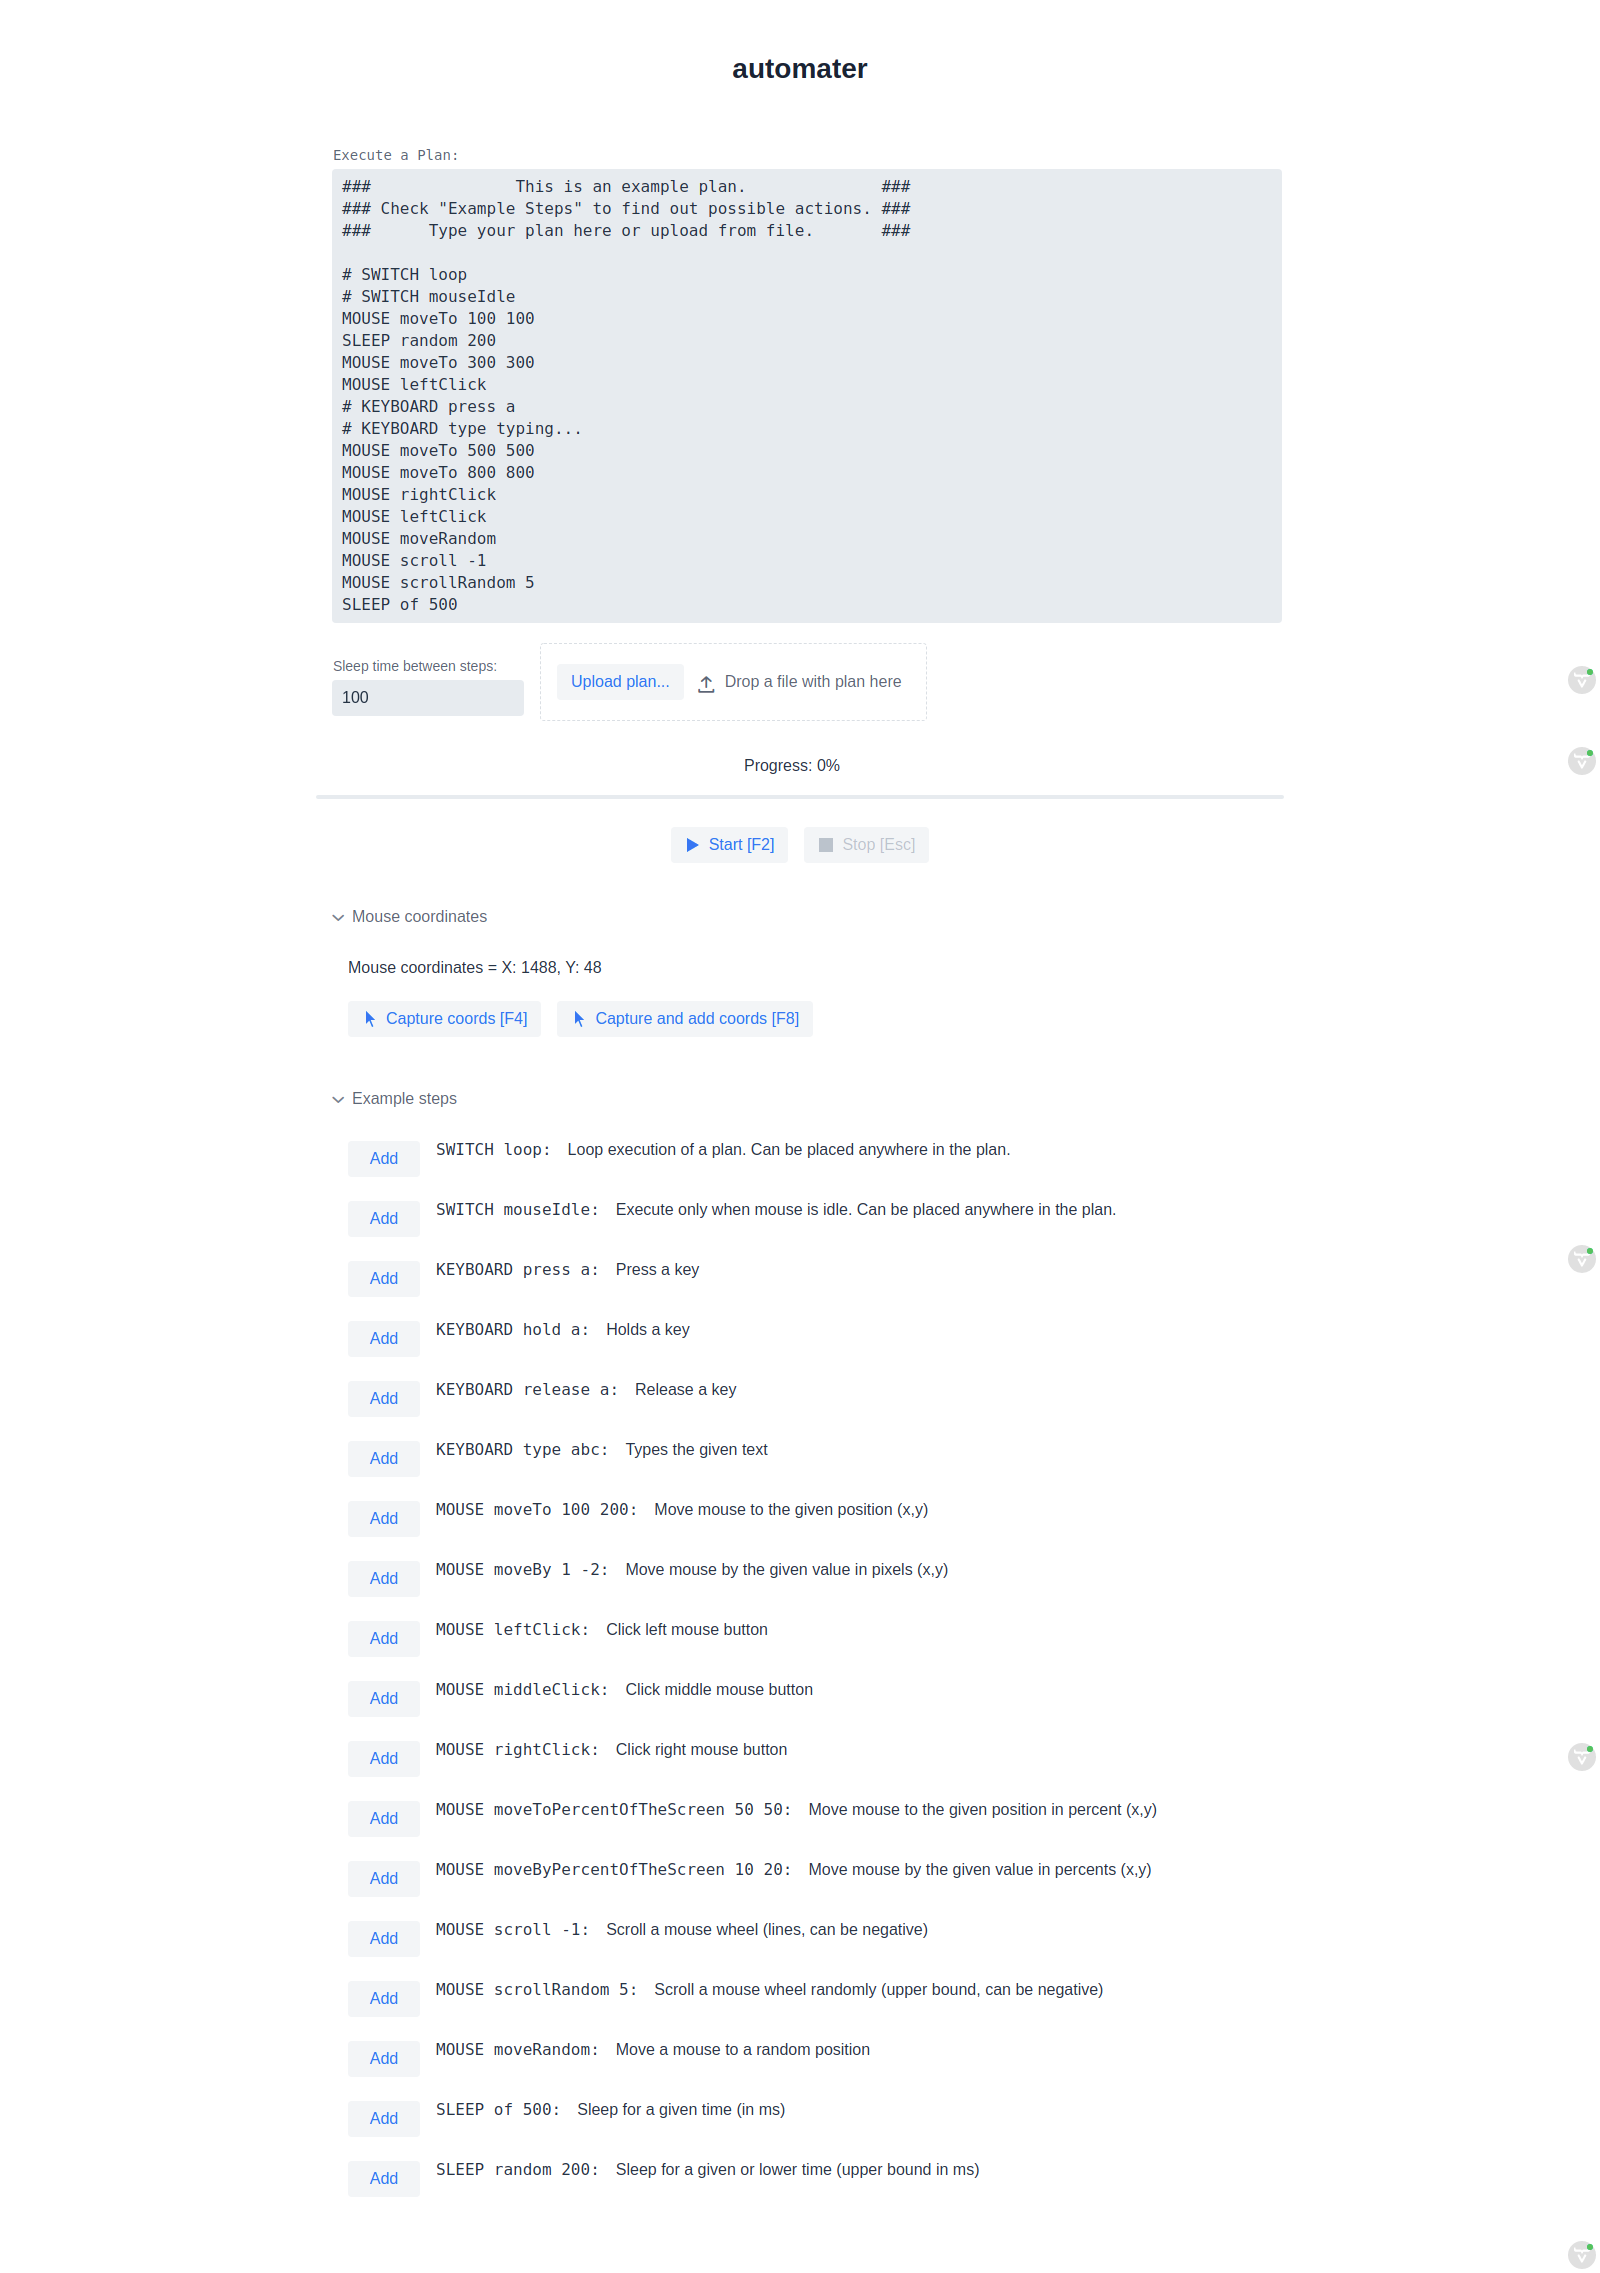 automater
Execute a Plan:
###               This is an example plan.              ###
### Check "Example Steps" to find out possible actions. ###
###      Type your plan here or upload from file.       ###
# SWITCH loop
# SWITCH mouseIdle
MOUSE moveTo 100 100
SLEEP random 200
MOUSE moveTo 300 300
MOUSE leftClick
# KEYBOARD press a
# KEYBOARD type typing...
MOUSE moveTo 500 500
MOUSE moveTo 800 800
MOUSE rightClick
MOUSE leftClick
MOUSE moveRandom
MOUSE scroll -1
MOUSE scrollRandom 5
SLEEP of 500
Sleep time between steps:
100
Upload plan... Drop a file with plan here
Progress: 0%
Start [F2] Stop [Esc]
Mouse coordinates
Mouse coordinates = X: 1488, Y: 48
Capture coords [F4] Capture and add coords [F8]
Example steps
Add SWITCH loop: Loop execution of a plan. Can be placed anywhere in the plan.
Add SWITCH mouseIdle: Execute only when mouse is idle. Can be placed anywhere in the plan.
Add KEYBOARD press a: Press a key
Add KEYBOARD hold a: Holds a key
Add KEYBOARD release a: Release a key
Add KEYBOARD type abc: Types the given text
Add MOUSE moveTo 100 200: Move mouse to the given position (x,y)
Add MOUSE moveBy 1 -2: Move mouse by the given value in pixels (x,y)
Add MOUSE leftClick: Click left mouse button
Add MOUSE middleClick: Click middle mouse button
Add MOUSE rightClick: Click right mouse button
Add MOUSE moveToPercentOfTheScreen 50 50: Move mouse to the given position in percent (x,y)
Add MOUSE moveByPercentOfTheScreen 10 20: Move mouse by the given value in percents (x,y)
Add MOUSE scroll -1: Scroll a mouse wheel (lines, can be negative)
Add MOUSE scrollRandom 5: Scroll a mouse wheel randomly (upper bound, can be negative)
Add MOUSE moveRandom: Move a mouse to a random position
Add SLEEP of 500: Sleep for a given time (in ms)
Add SLEEP random 200: Sleep for a given or lower time (upper bound in ms)